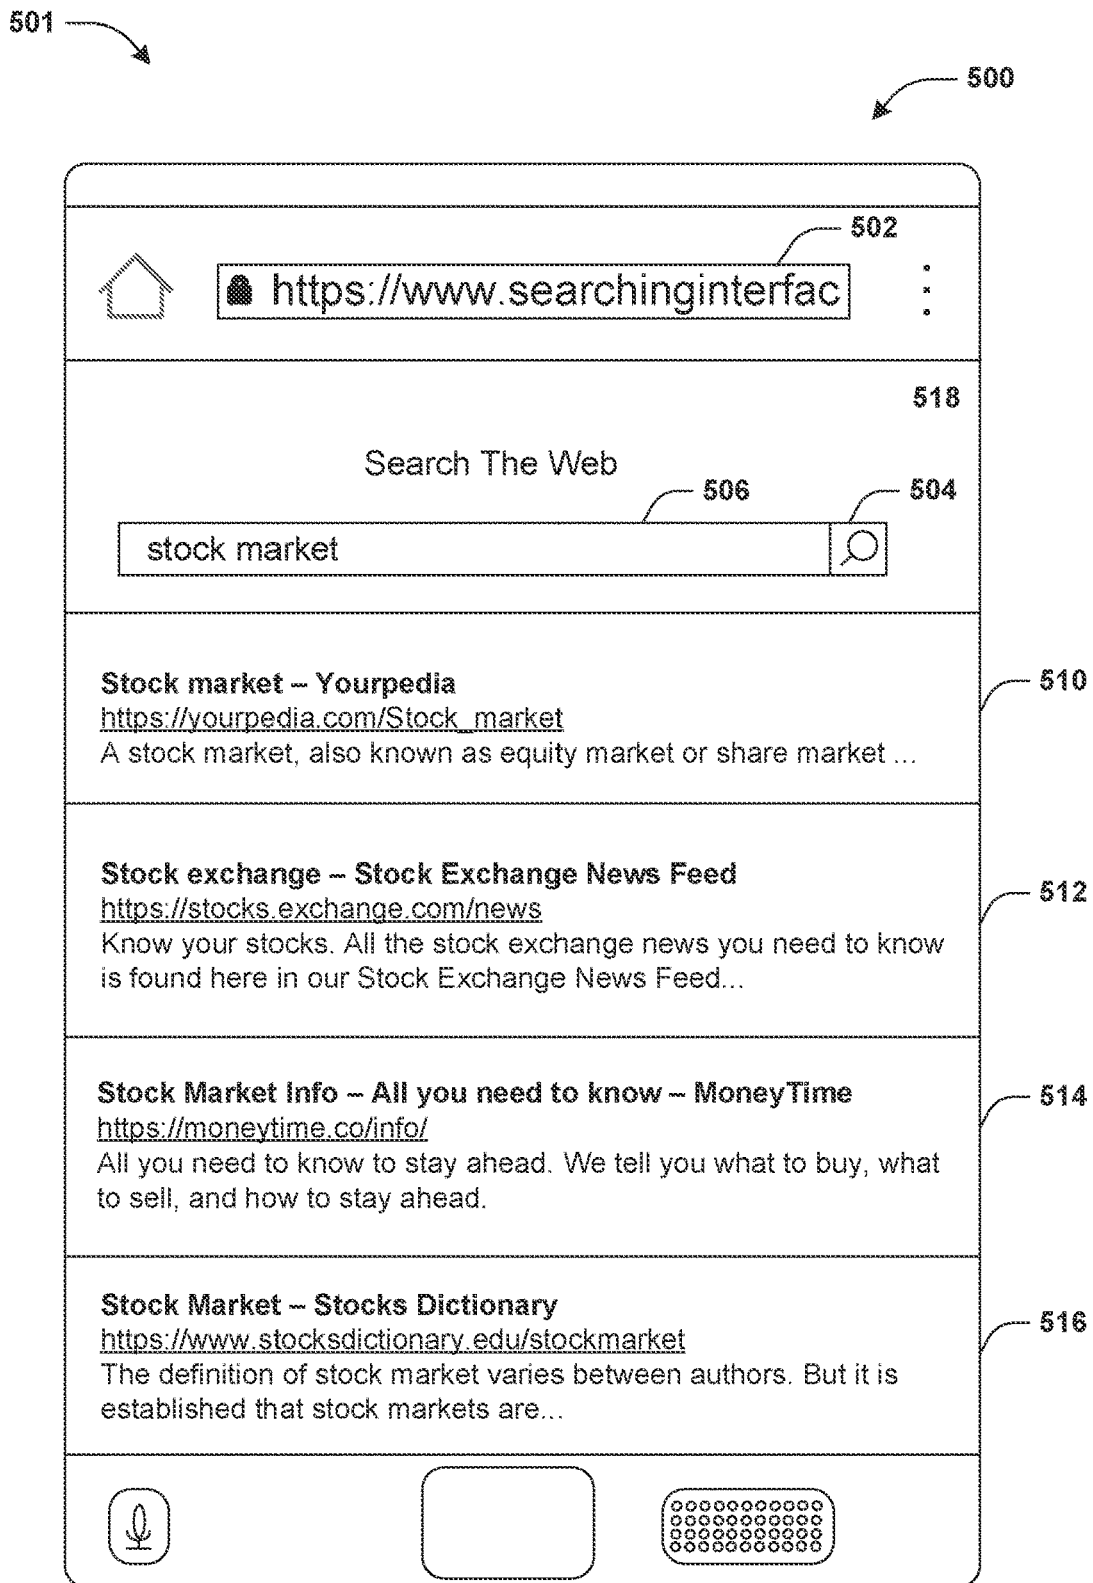 501
500
502
https://www.searchinginterfac
518
Search The Web
506
504
stock market
Stock market – Yourpedia
510
https://yourpedia.com/Stock_market
A stock market, also known as equity market or share market ...
Stock exchange – Stock Exchange News Feed
512
https://stocks.exchange.com/news
Know your stocks. All the stock exchange news you need to know
is found here in our Stock Exchange News Feed...
Stock Market Info – All you need to know – MoneyTime
514
https://moneytime.co/info/
All you need to know to stay ahead. We tell you what to buy, what
to sell, and how to stay ahead.
Stock Market – Stocks Dictionary
516
https://www.stocksdictionary.edu/stockmarket
The definition of stock market varies between authors. But it is
established that stock markets are...